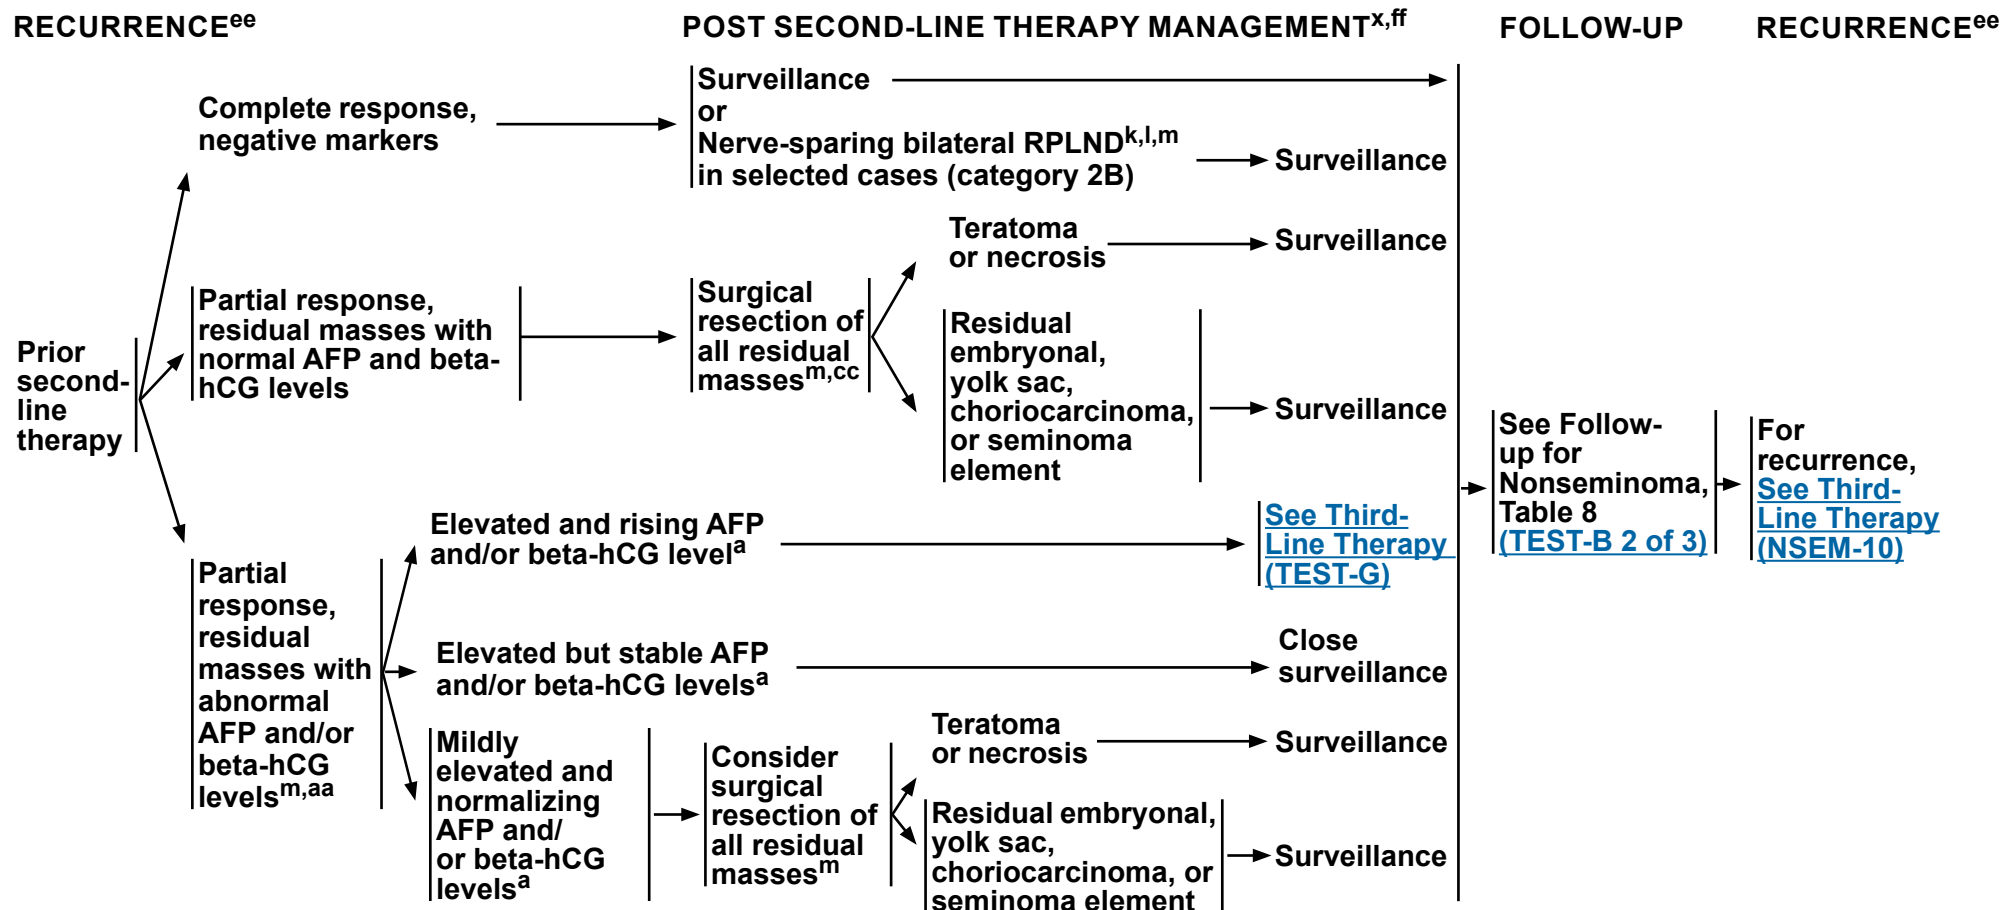 RECURRENCEee
POST SECOND-LINE THERAPY MANAGEMENTx,ff
FOLLOW-UP
RECURRENCEee
Prior
second-
line
therapy
Complete response,
negative markers
Surveillance
or
Nerve-sparing bilateral RPLNDk,l,m
in selected cases (category 2B)
Surveillance
Partial response,
residual masses with
normal AFP and beta-
hCG levels
Surgical
resection of
all residual
massesm,cc
Teratoma
or necrosis
Surveillance
Residual
embryonal,
yolk sac,
choriocarcinoma,
or seminoma
element
Surveillance
Partial
response,
residual
masses with
abnormal
AFP and/or
beta-hCG
levelsm,aa
Elevated and rising AFP
and/or beta-hCG levela
See Third-
Line Therapy
(TEST-G)
Elevated but stable AFP
and/or beta-hCG levelsa
Close
surveillance
Mildly
elevated and
normalizing
AFP and/
or beta-hCG
levelsa
Consider
surgical
resection of
all residual
massesm
Teratoma
or necrosis
Surveillance
Residual embryonal,
yolk sac,
choriocarcinoma, or
seminoma element
Surveillance
See Follow-
up for
Nonseminoma,
Table 8
(TEST-B 2 of 3)
For
recurrence,
See Third-
Line Therapy
(NSEM-10)